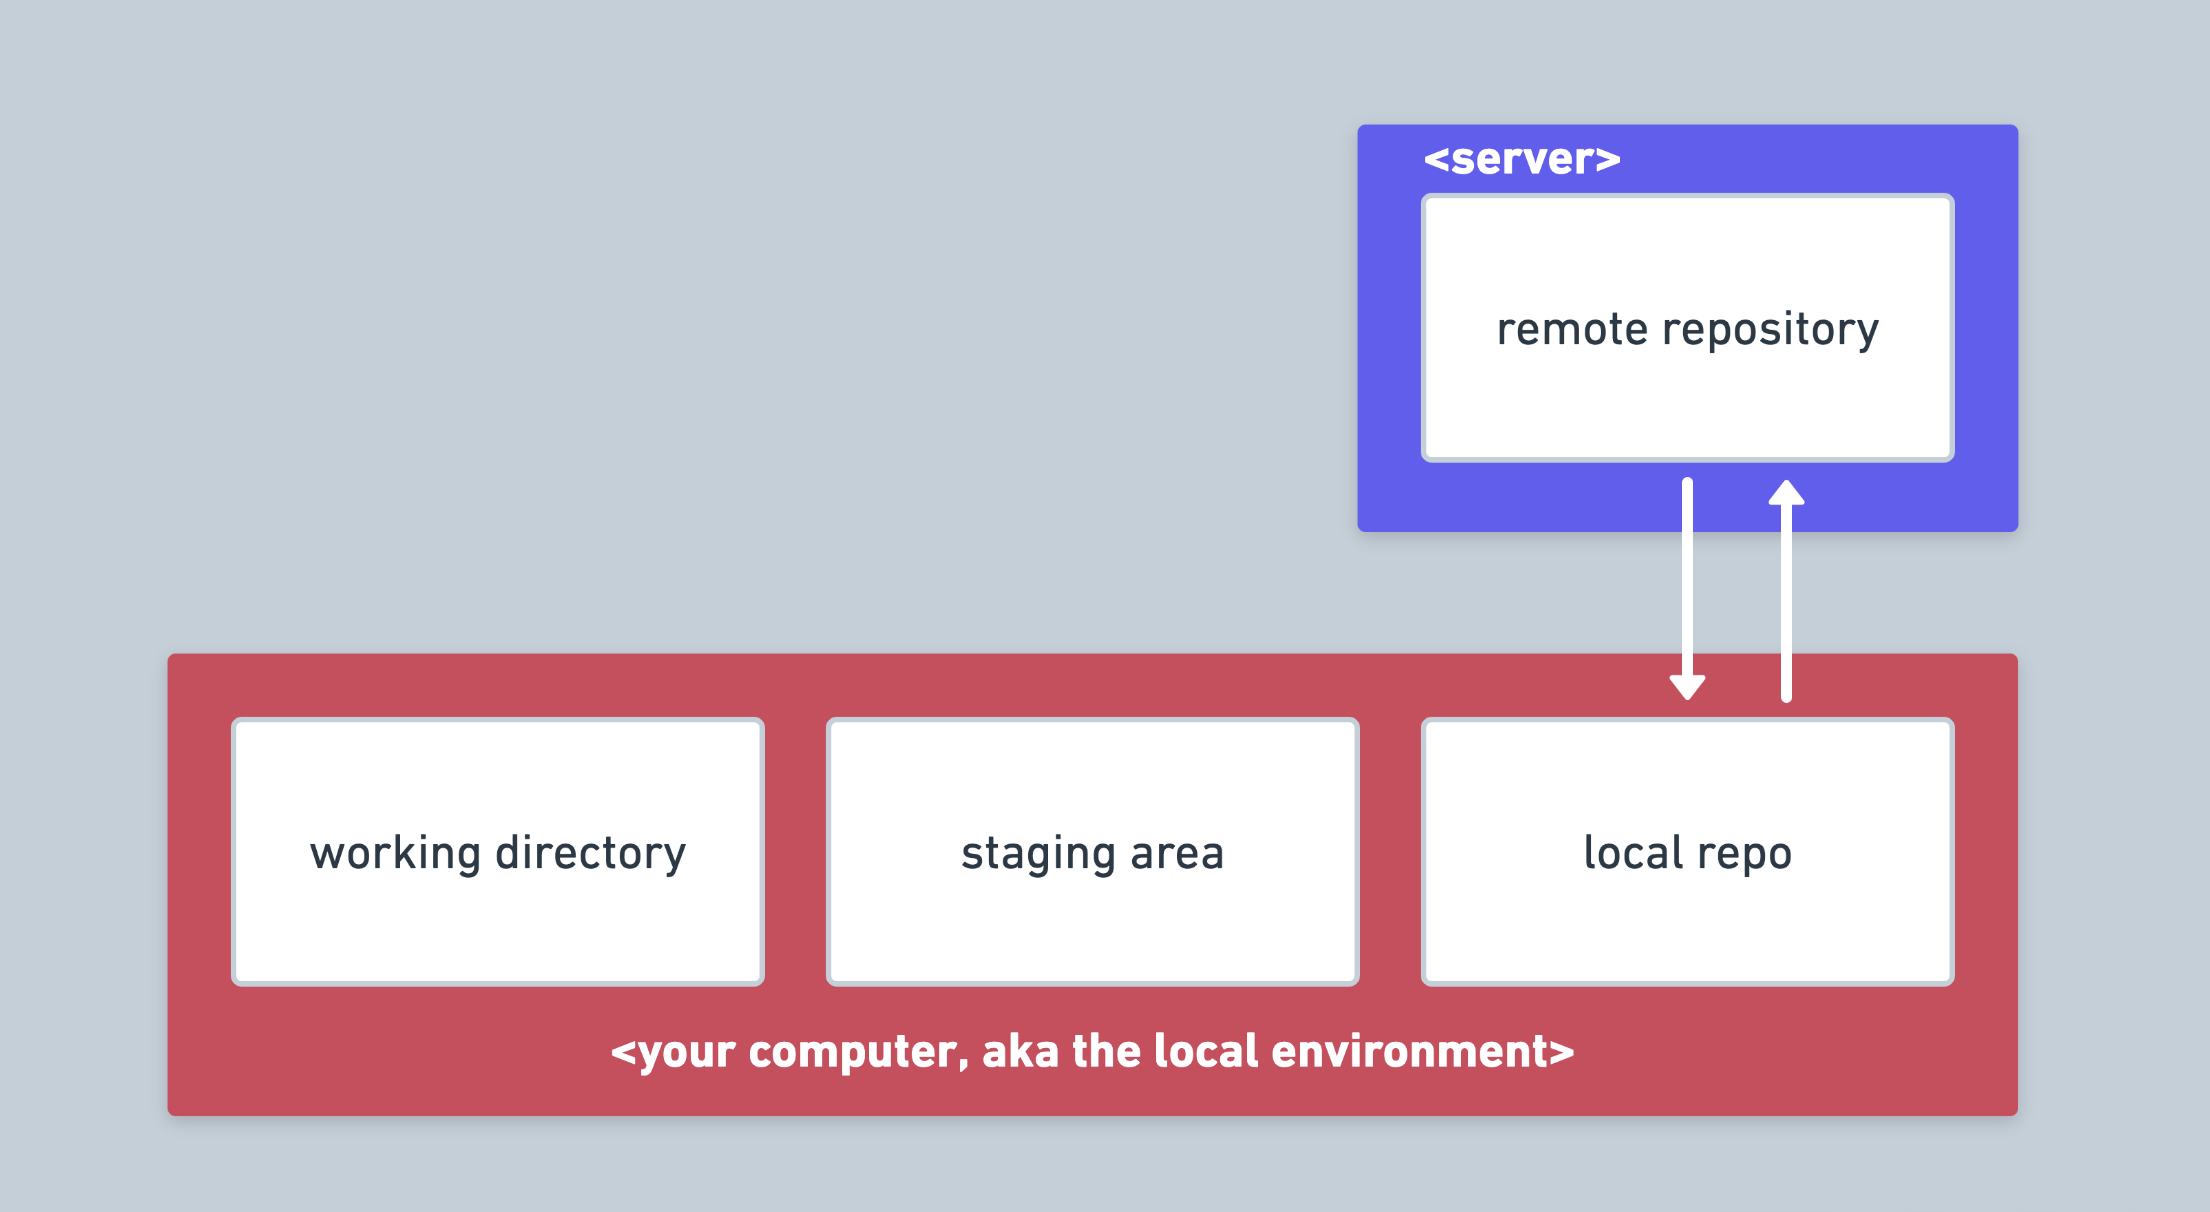 <server>
remote repository
working directory
staging area
local repo
<your computer, aka the local environment>